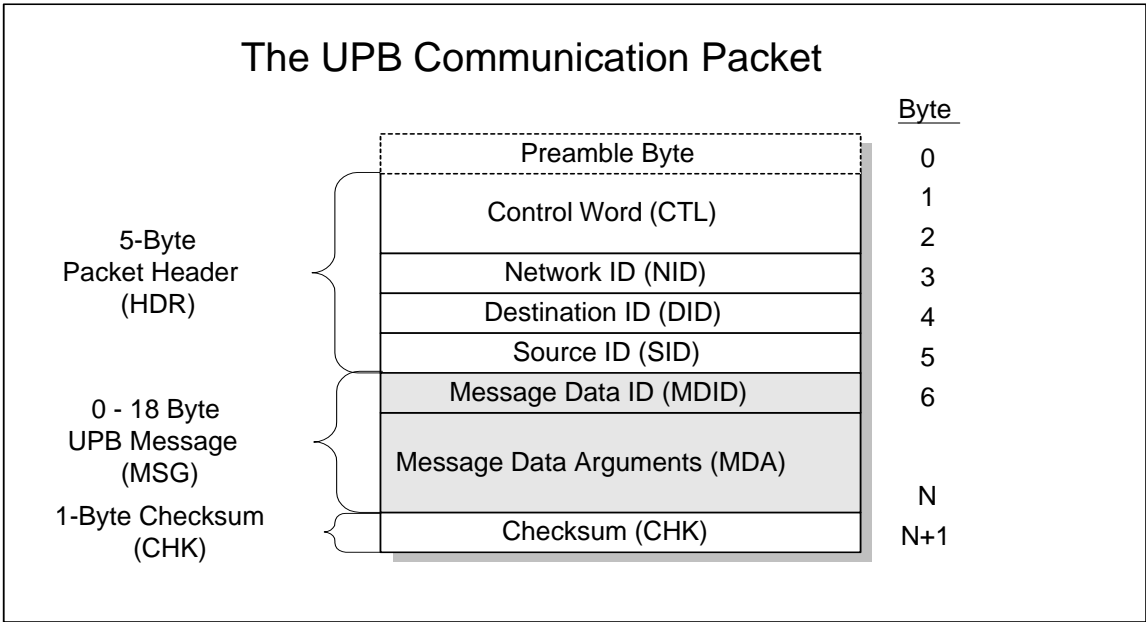 The UPB Communication Packet
Byte
Preamble Byte
0
Control Word (CTL)
1
2
Network ID (NID)
3
Destination ID (DID)
4
Source ID (SID)
5
5-Byte
Packet Header
(HDR)
Message Data ID (MDID)
6
Message Data Arguments (MDA)
N
0 - 18 Byte
UPB Message
(MSG)
Checksum (CHK)
N+1
1-Byte Checksum
(CHK)